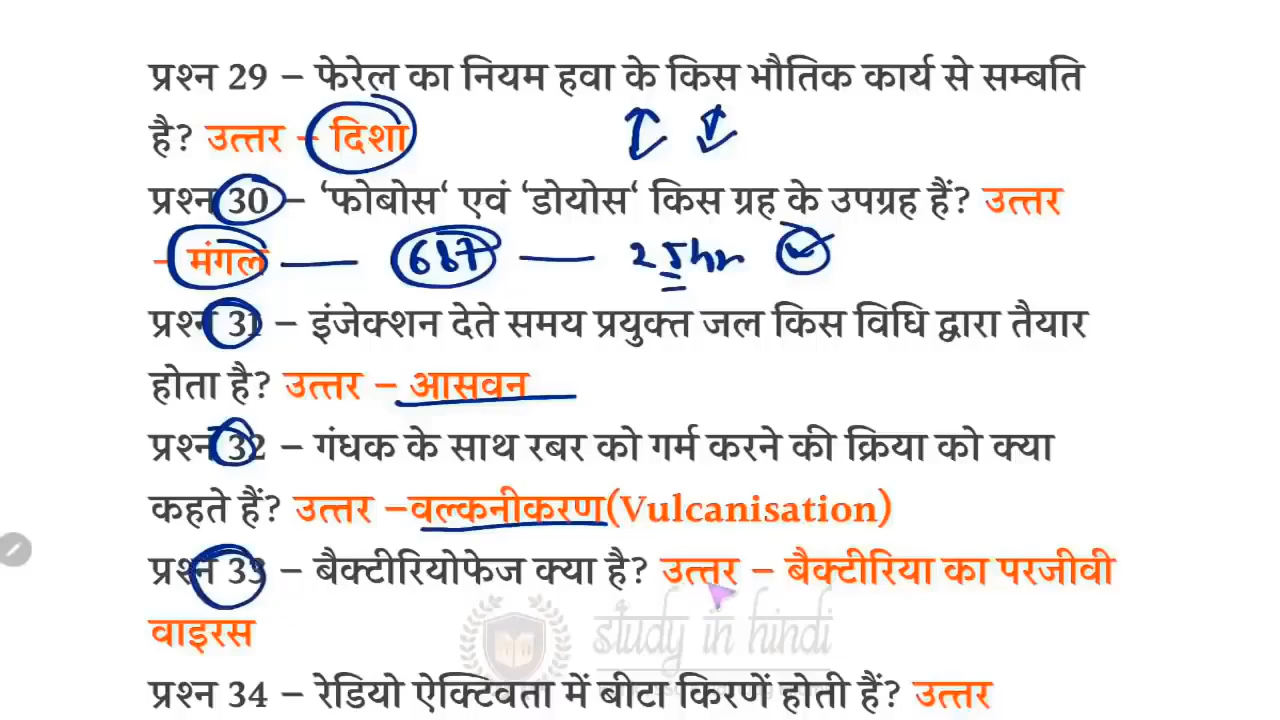 प्रश्न 29 – फेरेल का नियम हवा के किस भौतिक कार्य से सम्बति
है? उत्तर – दिशा
प्रश्न 30 – ‘फोबोस‘ एवं ‘डोयोस‘ किस ग्रह के उपग्रह हैं? उत्तर
– मंगल 687 25 hr
प्रश्न 31 – इंजेक्शन देते समय प्रयुक्त जल किस विधि द्वारा तैयार
होता है? उत्तर – आसवन
प्रश्न 32 – गंधक के साथ रबर को गर्म करने की क्रिया को क्या
कहते हैं? उत्तर –वल्कनीकरण(Vulcanisation)
प्रश्न 33 – बैक्टीरियोफेज क्या है? उत्तर – बैक्टीरिया का परजीवी
वाइरस
study in hindi
प्रश्न 34 – रेडियो ऐक्टिवता में बीटा किरणें होती हैं? उत्तर